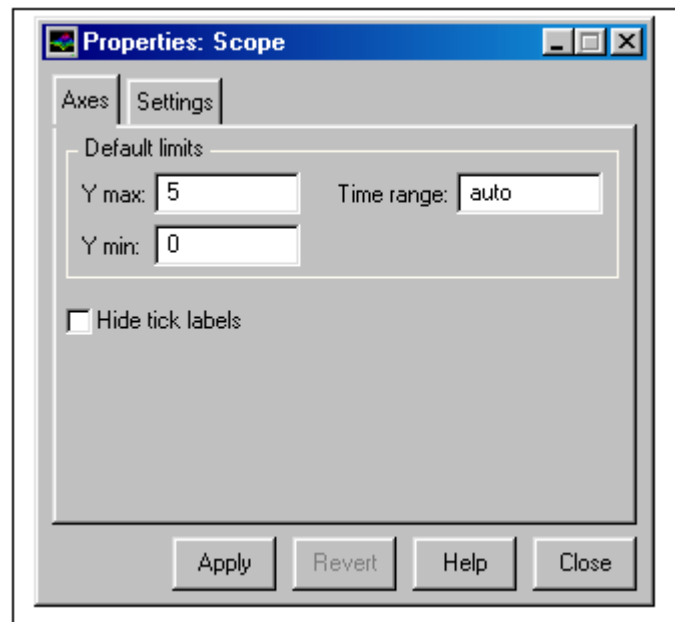 Properties: Scope
Axes Settings
Default limits
Y max: 5 Time range: auto
Y min: 0
Hide tick labels
Apply Revert Help Close